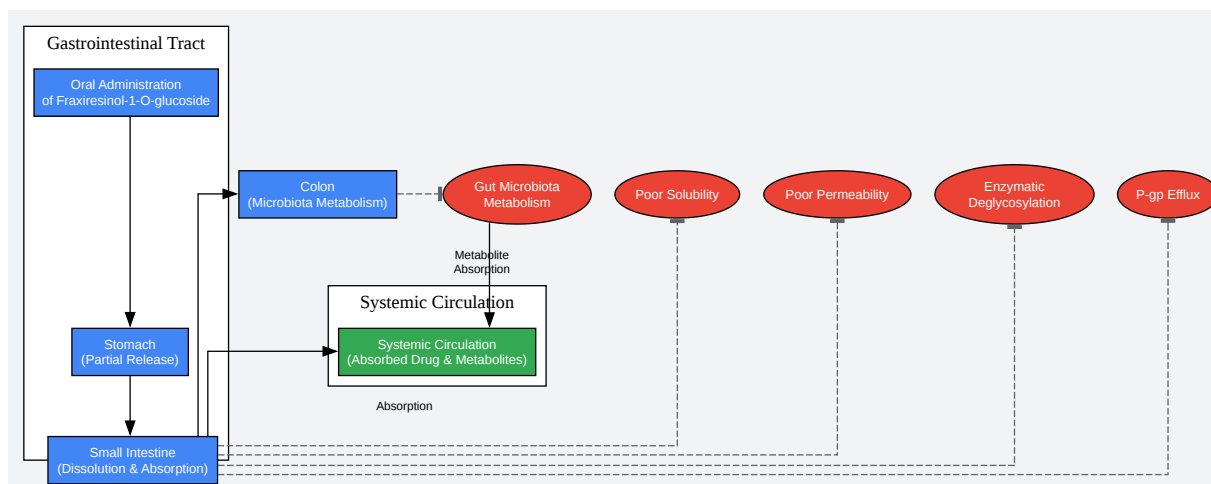 Gastrointestinal Tract
Oral Administration
of Fraxiresinol-1-O-glucoside
Colon
(Microbiota Metabolism)
Gut Microbiota
Metabolism
Poor Solubility
Poor Permeability
Enzymatic
Deglycosylation
P-gp Efflux
Metabolite
Absorption
Systemic Circulation
Stomach
(Partial Release)
Systemic Circulation
(Absorbed Drug & Metabolites)
Absorption
Small Intestine
(Dissolution & Absorption)